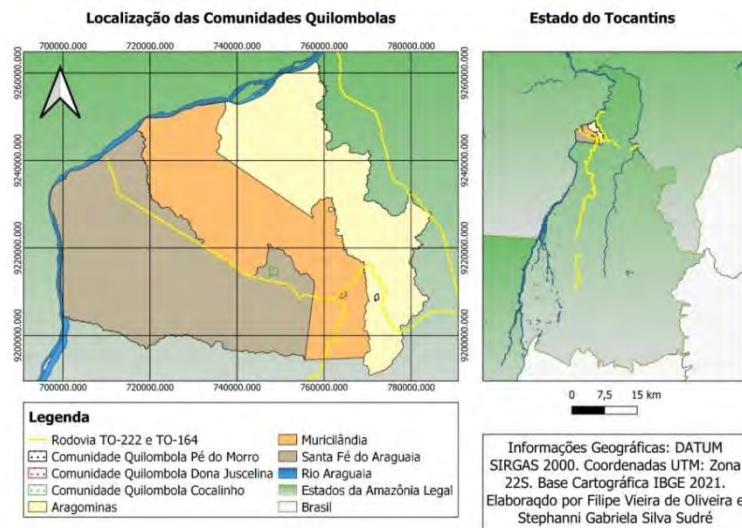 Localização das Comunidades Quilombolas
Estado do Tocantins
700000.000 720000.000 740000.000 760000.000 780000.000
9260000.000
9240000.000
9220000.000
9200000.000
9260000.000
9240000.000
9220000.000
9200000.000
700000.000 720000.000 740000.000 760000.000 780000.000
0 7,5 15 km
Legenda
Rodovia TO-222 e TO-164
Comunidade Quilombola Pé do Morro
Comunidade Quilombola Dona Juscelina
Comunidade Quilombola Cocalinho
Aragominas
Muricilândia
Santa Fé do Araguaia
Rio Araguaia
Estados da Amazônia Legal
Brasil
Informações Geográficas: DATUM
SIRGAS 2000. Coordenadas UTM: Zona
22S. Base Cartográfica IBGE 2021.
Elaboraqdo por Filipe Vieira de Oliveira e
Stephanni Gabriela Silva Sudré